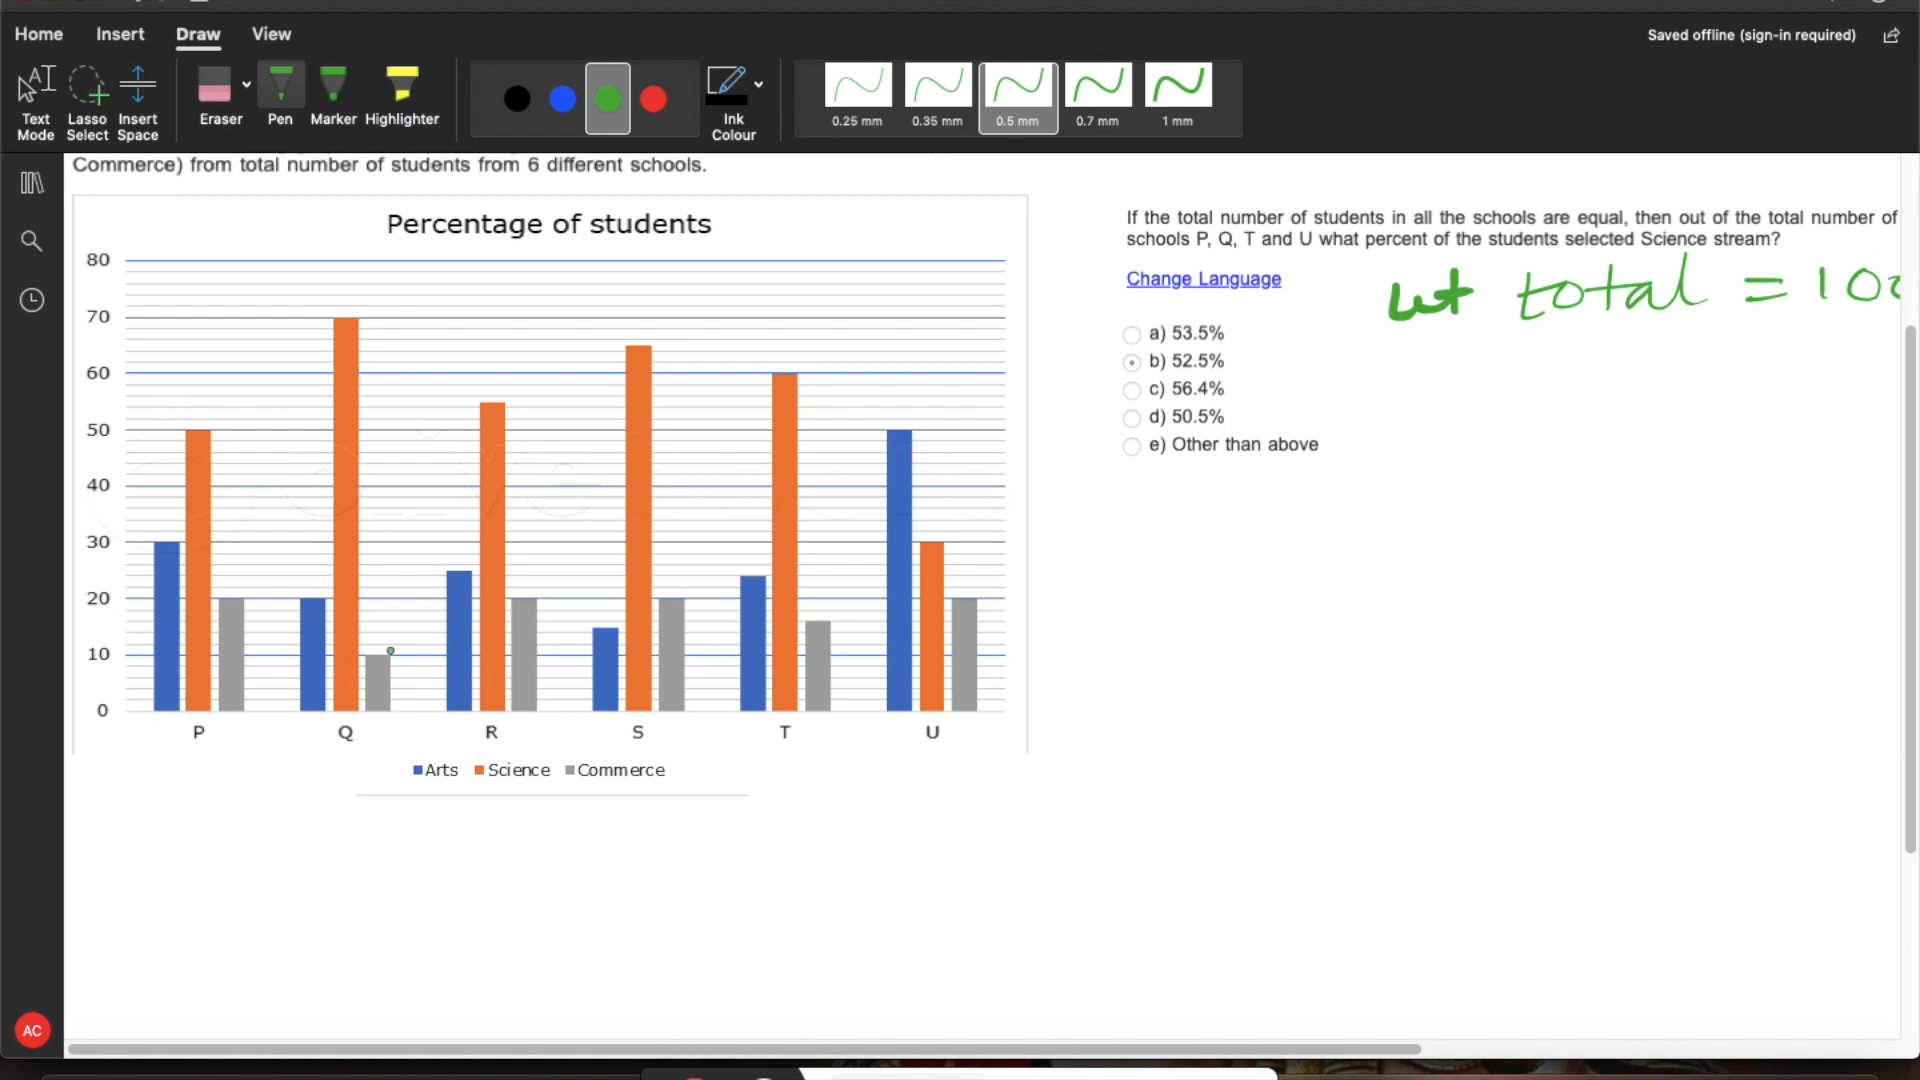 Home Insert Draw View Saved offline (sign-in required)
Text Mode Lasso Select Insert Space Eraser Pen Marker Highlighter Ink Colour 0.25 mm 0.35 mm 0.5 mm 0.7 mm 1 mm
Commerce) from total number of students from 6 different schools.
Percentage of students
80
70
60
50
40
30
20
10
0
P Q R S T U
Arts Science Commerce
If the total number of students in all the schools are equal, then out of the total number of
schools P, Q, T and U what percent of the students selected Science stream?
Change Language
let total = 100
a) 53.5%
b) 52.5%
c) 56.4%
d) 50.5%
e) Other than above
AC